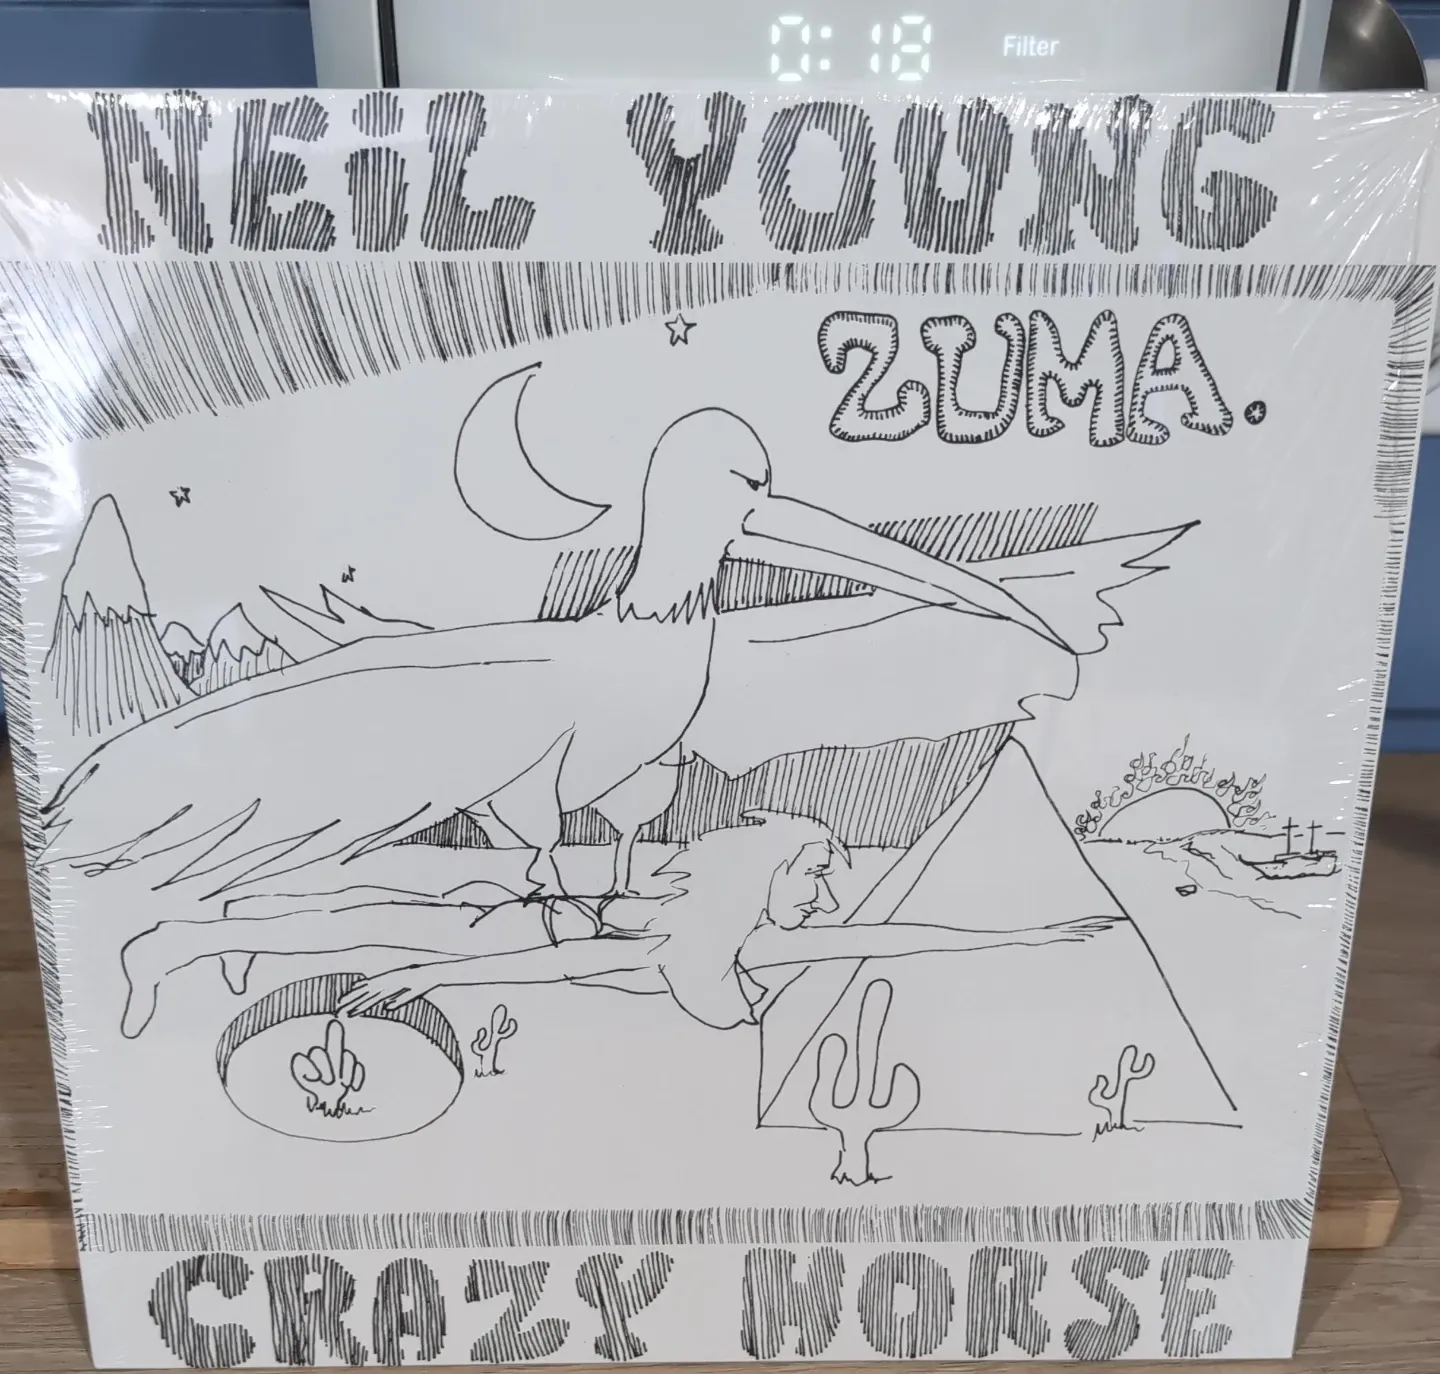 0:18 Filter
NEiL YOUNG
ZUMA.
CRAZY HORSE